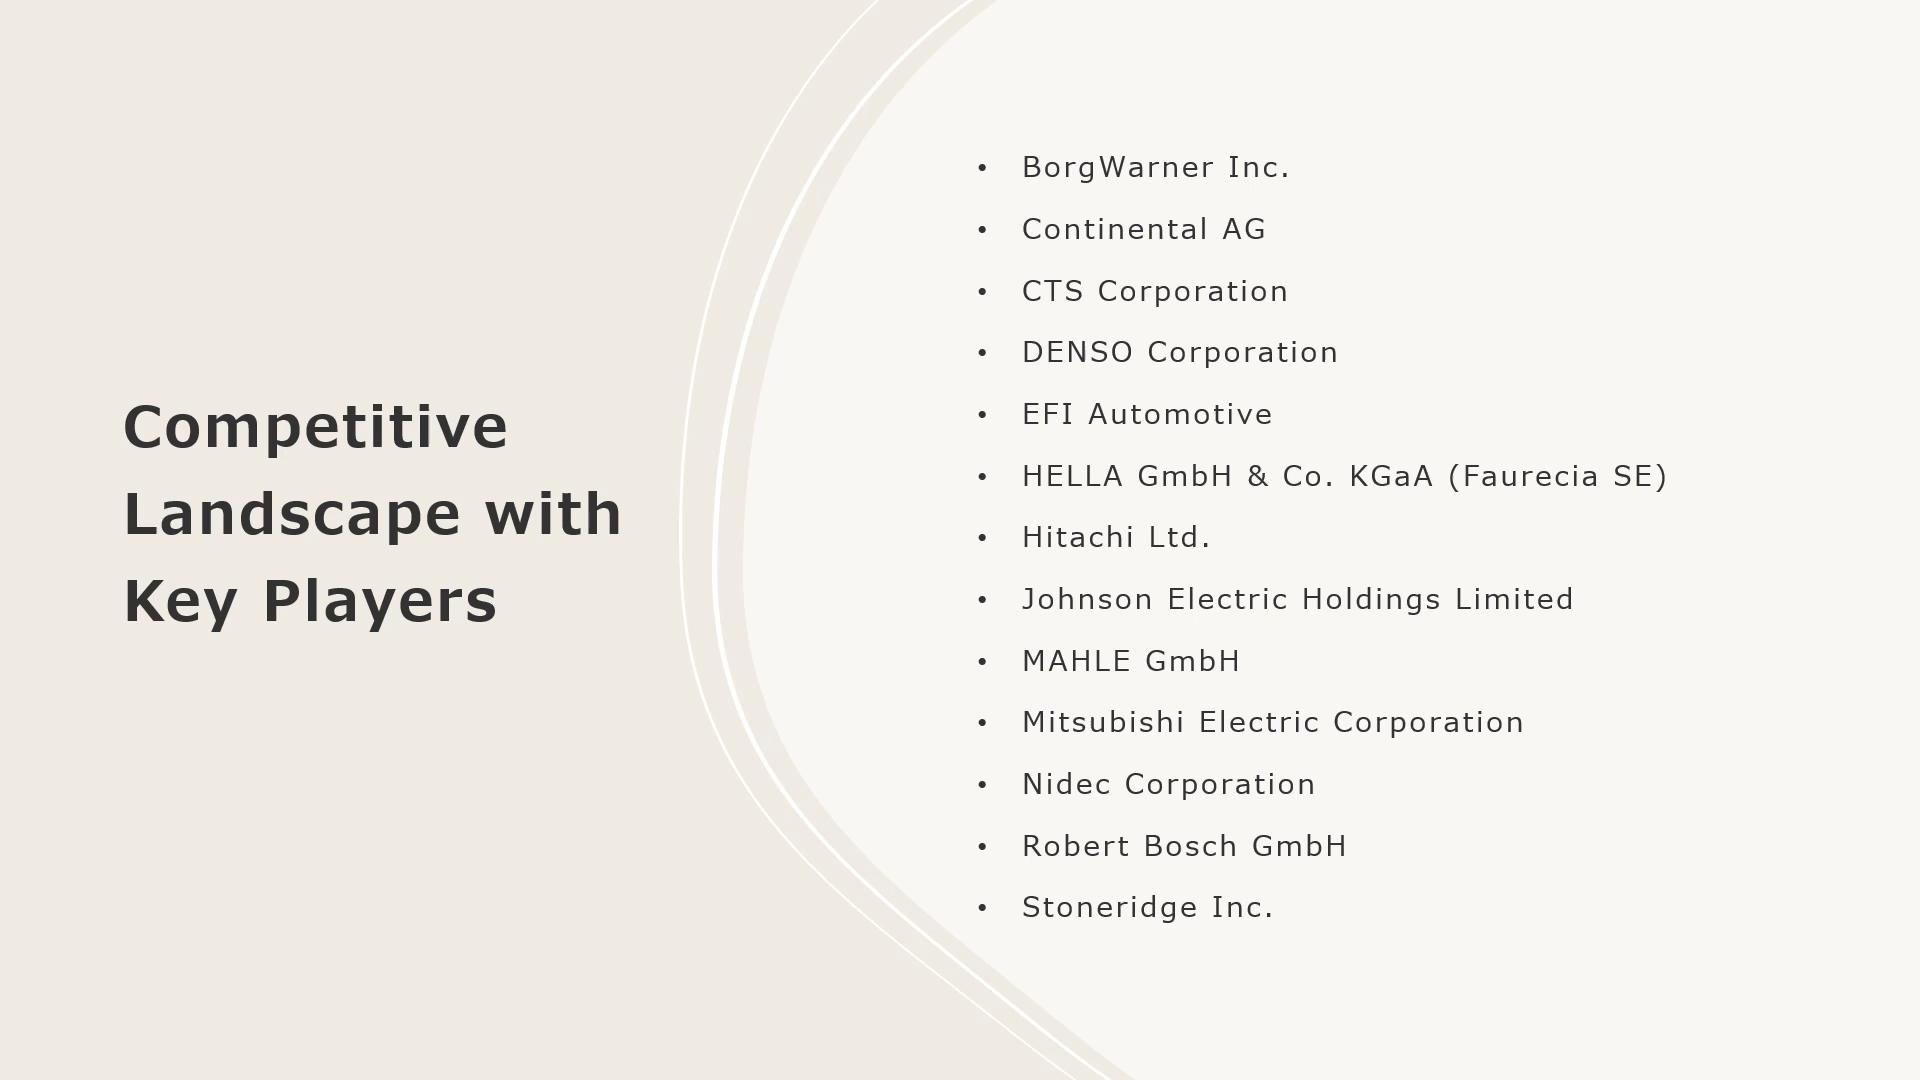 Competitive
Landscape with
Key Players
• BorgWarner Inc.
• Continental AG
• CTS Corporation
• DENSO Corporation
• EFI Automotive
• HELLA GmbH & Co. KGaA (Faurecia SE)
• Hitachi Ltd.
• Johnson Electric Holdings Limited
• MAHLE GmbH
• Mitsubishi Electric Corporation
• Nidec Corporation
• Robert Bosch GmbH
• Stoneridge Inc.